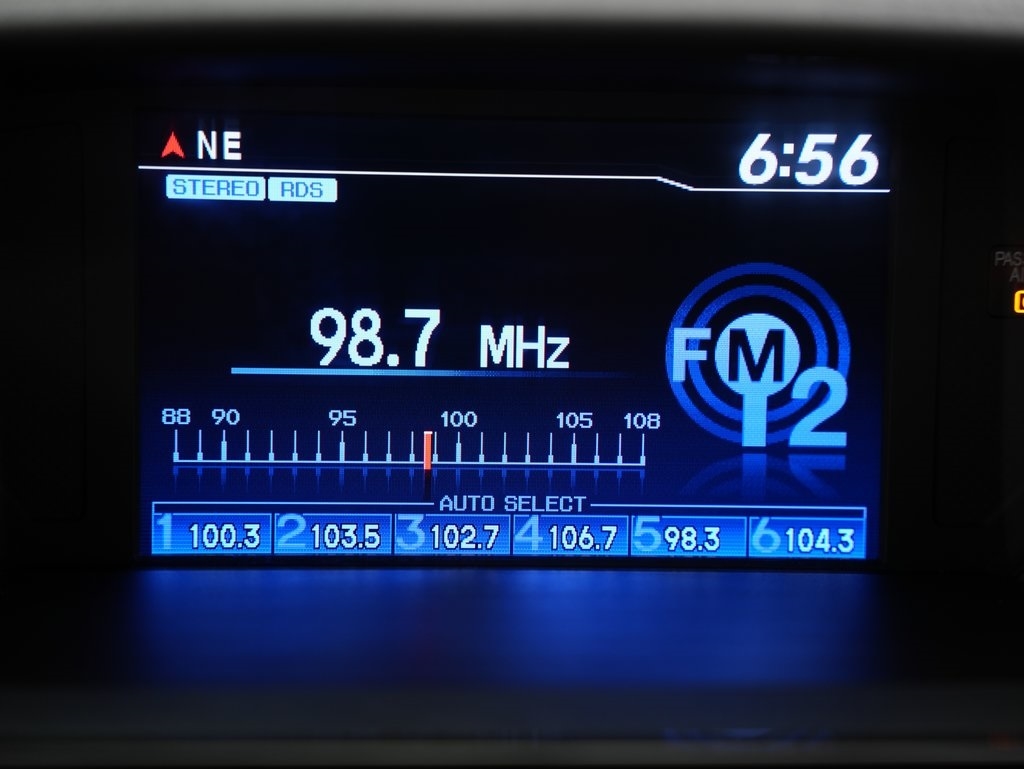 NE 6:56
STEREO RDS
98.7 MHz
FM 2
88 90 95 100 105 108
AUTO SELECT
1 100.3 2 103.5 3 102.7 4 106.7 5 98.3 6 104.3